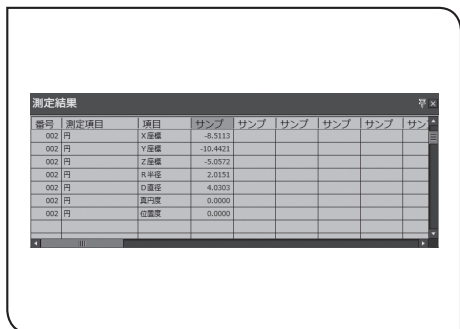 測定結果
番号 測定項目 項目 サンプ サンプ サンプ サンプ サンプ サン
002 円 X座標 -8.5113
002 円 Y座標 -10.4421
002 円 Z座標 -5.0572
002 円 R半径 2.0151
002 円 D直径 4.0303
002 円 真円度 0.0000
002 円 位置度 0.0000